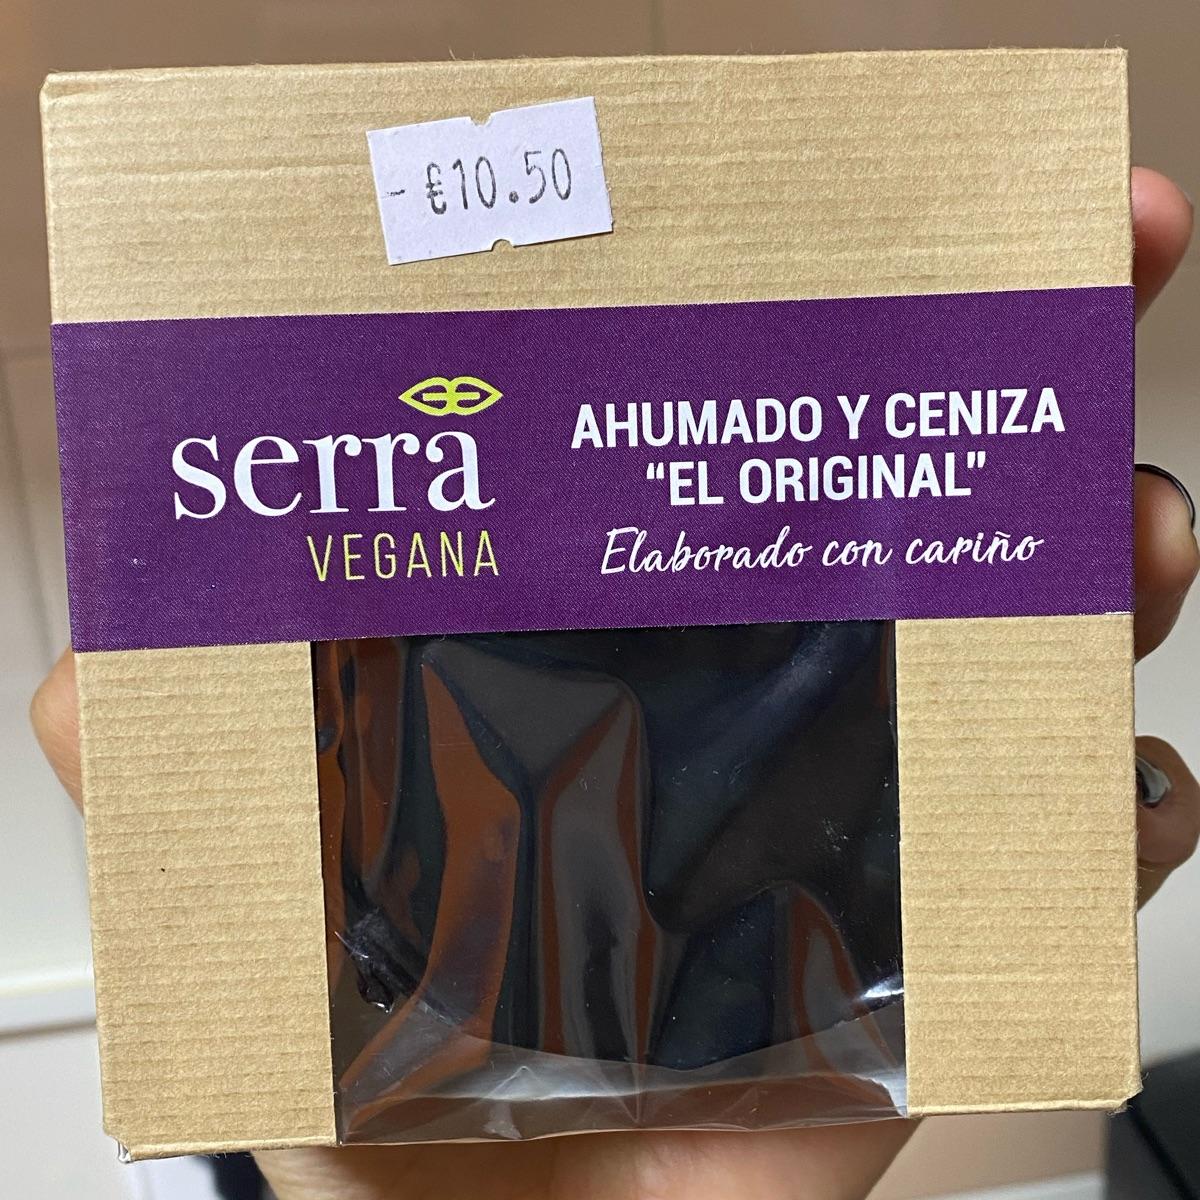 - €10.50
serra
VEGANA
AHUMADO Y CENIZA
“EL ORIGINAL”
Elaborado con cariño